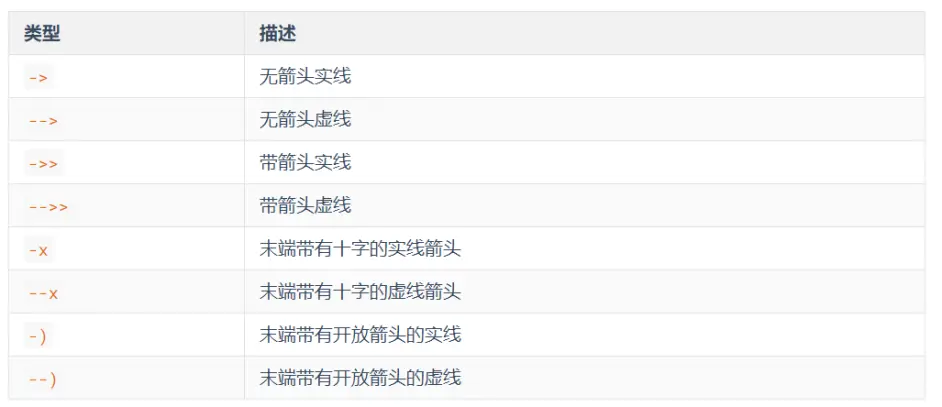 类型 描述
-> 无箭头实线
--> 无箭头虚线
->> 带箭头实线
-->> 带箭头虚线
-x 末端带有十字的实线箭头
--x 末端带有十字的虚线箭头
-) 末端带有开放箭头的实线
--) 末端带有开放箭头的虚线